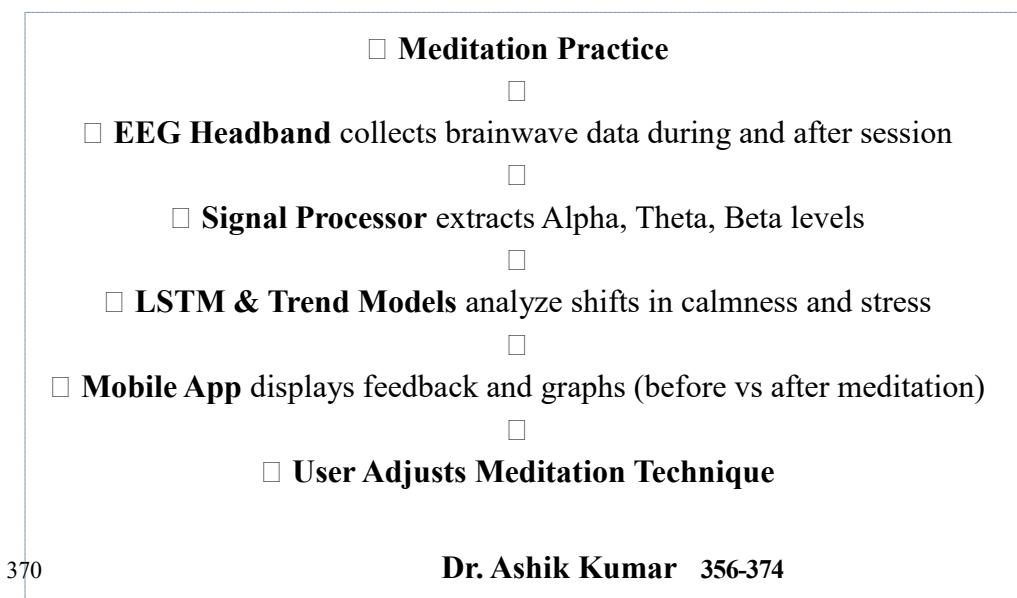 □ Meditation Practice
□
□ EEG Headband collects brainwave data during and after session
□
□ Signal Processor extracts Alpha, Theta, Beta levels
□
□ LSTM & Trend Models analyze shifts in calmness and stress
□
□ Mobile App displays feedback and graphs (before vs after meditation)
□
□ User Adjusts Meditation Technique
370 Dr. Ashik Kumar 356-374